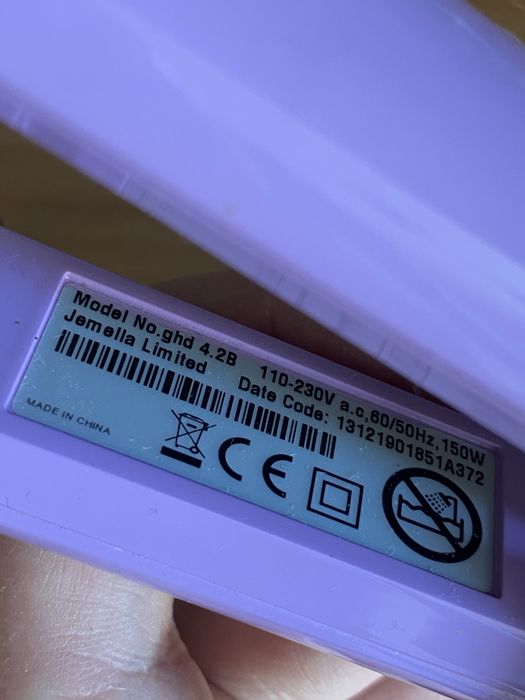 Model No.ghd 4.2B 110-230V a.c,60/50Hz,150W
Jemella Limited Date Code: 13121901851A372
MADE IN CHINA
CE